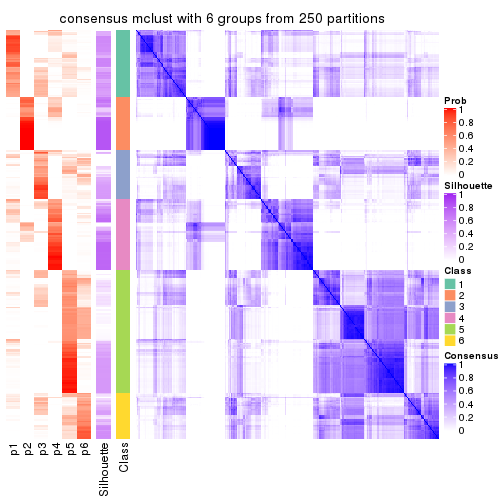 consensus mclust with 6 groups from 250 partitions
Prob
1
0.8
0.6
0.4
0.2
0
Silhouette
1
0.8
0.6
0.4
0.2
0
Class
1
2
3
4
5
6
Consensus
1
0.8
0.6
0.4
0.2
0
p1
p2
p3
p4
p5
p6
Silhouette
Class